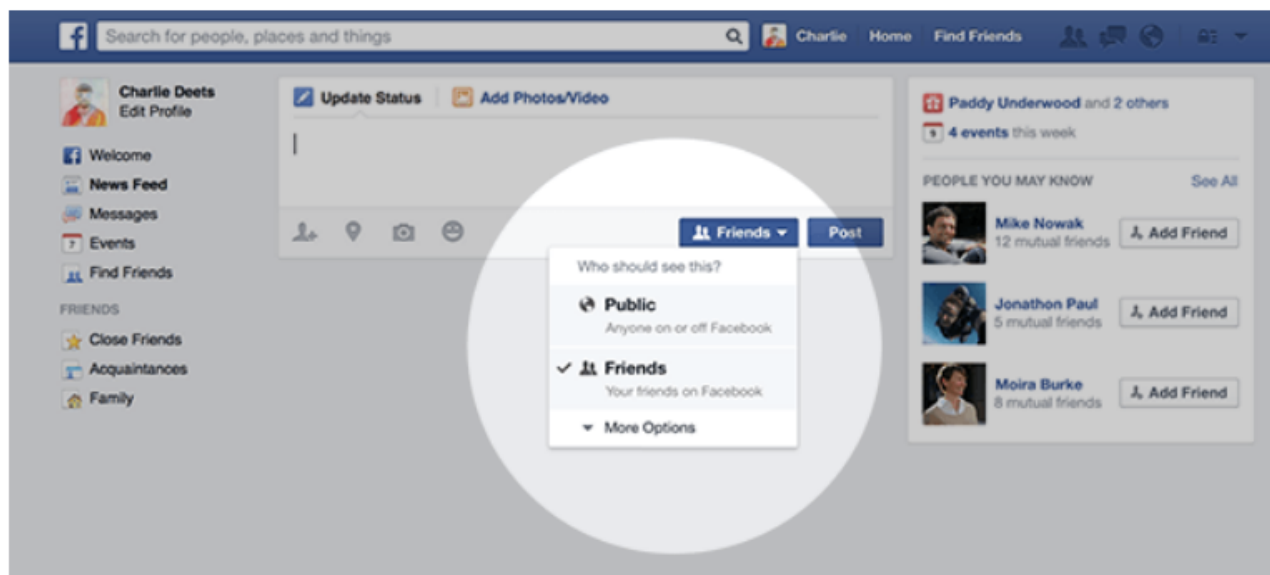 f
Search for people, places and things
Charlie Home Find Friends
Charlie Deets
Edit Profile
Welcome
News Feed
Messages
7 Events
Find Friends
FRIENDS
Close Friends
Acquaintances
Family
Update Status Add Photos/Video
Friends Post
Who should see this?
Public
Anyone on or off Facebook
Friends
Your friends on Facebook
More Options
Paddy Underwood and 2 others
4 events this week
PEOPLE YOU MAY KNOW See All
Mike Nowak
12 mutual friends
Add Friend
Jonathon Paul
5 mutual friends
Add Friend
Moira Burke
8 mutual friends
Add Friend